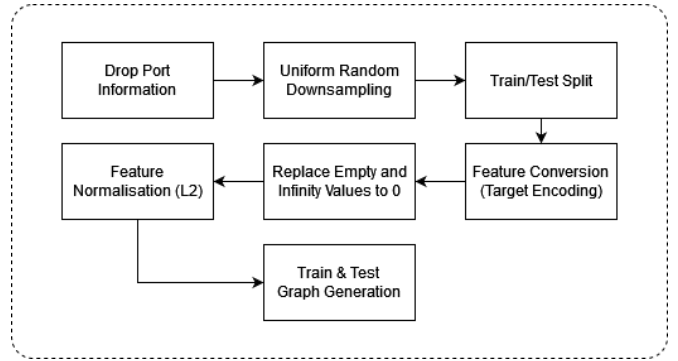 Drop Port
Information
Uniform Random
Downsampling
Train/Test Split
Feature Conversion
(Target Encoding)
Replace Empty and
Infinity Values to 0
Feature
Normalisation (L2)
Train & Test
Graph Generation